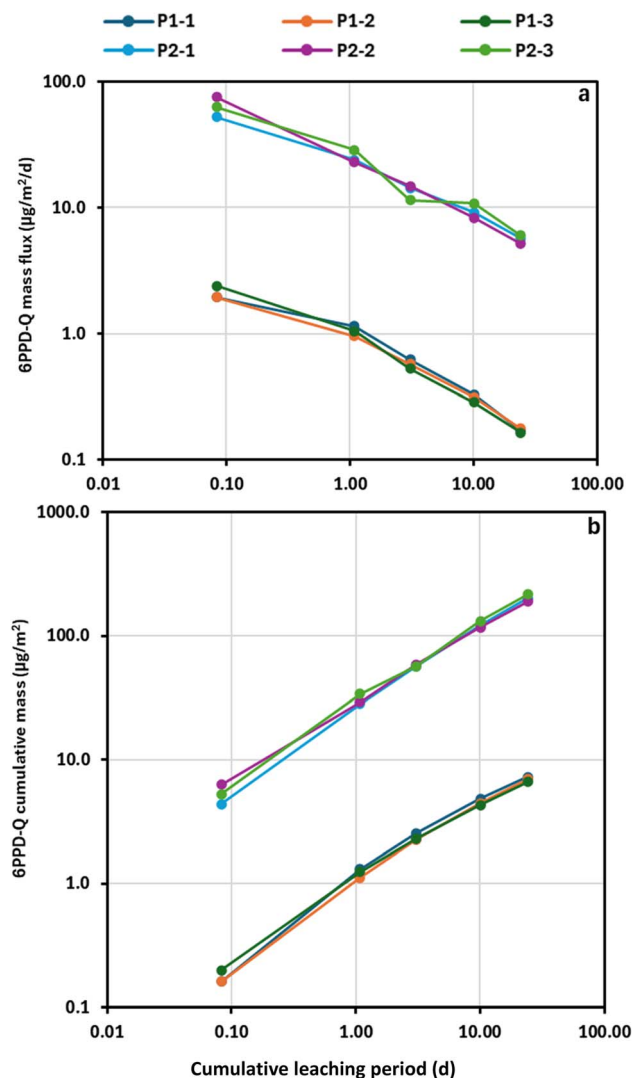 P1-1 P1-2 P1-3
P2-1 P2-2 P2-3
a
6PPD-Q mass flux (µg/m²/d)
100.0
10.0
1.0
0.1
0.01 0.10 1.00 10.00 100.00
b
6PPD-Q cumulative mass (µg/m²)
1000.0
100.0
10.0
1.0
0.1
0.01 0.10 1.00 10.00 100.00
Cumulative leaching period (d)